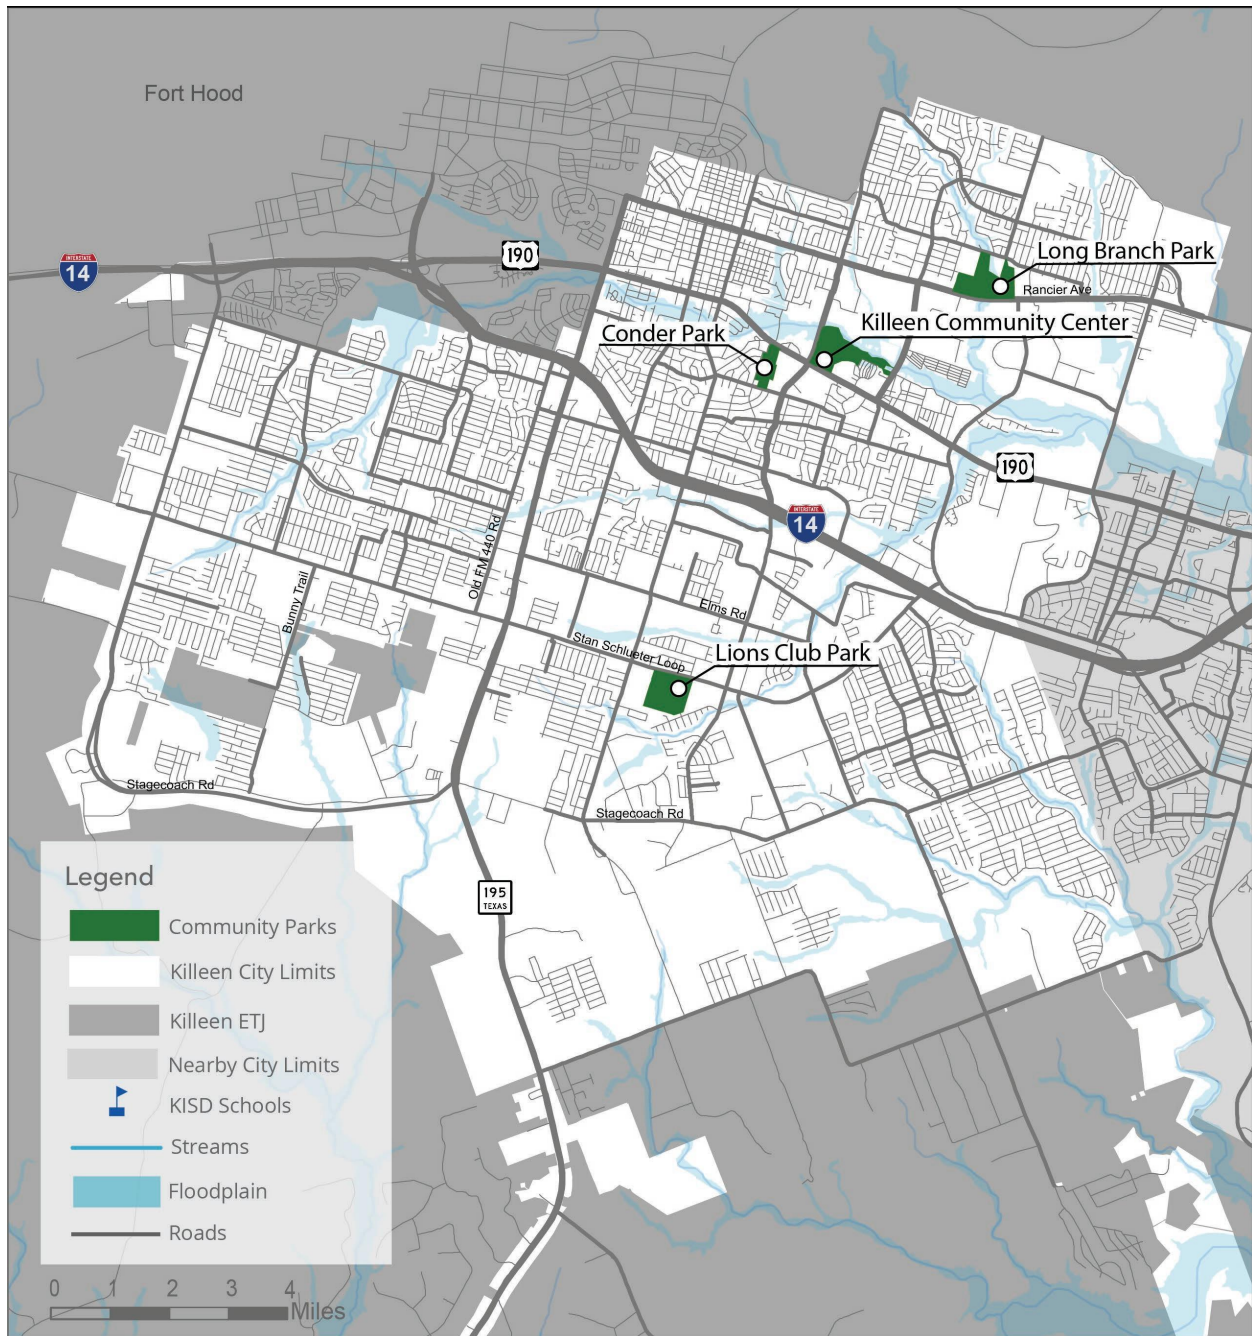 Fort Hood
INTERSTATE
14
190
Long Branch Park
Rancier Ave
Killeen Community Center
Conder Park
190
INTERSTATE
14
Old FM 440 Rd
Bunny Trail
Elms Rd
Stan Schlueter Loop
Lions Club Park
Stagecoach Rd
Stagecoach Rd
195
TEXAS
Legend
Community Parks
Killeen City Limits
Killeen ETJ
Nearby City Limits
KISD Schools
Streams
Floodplain
Roads
0 1 2 3 4
Miles